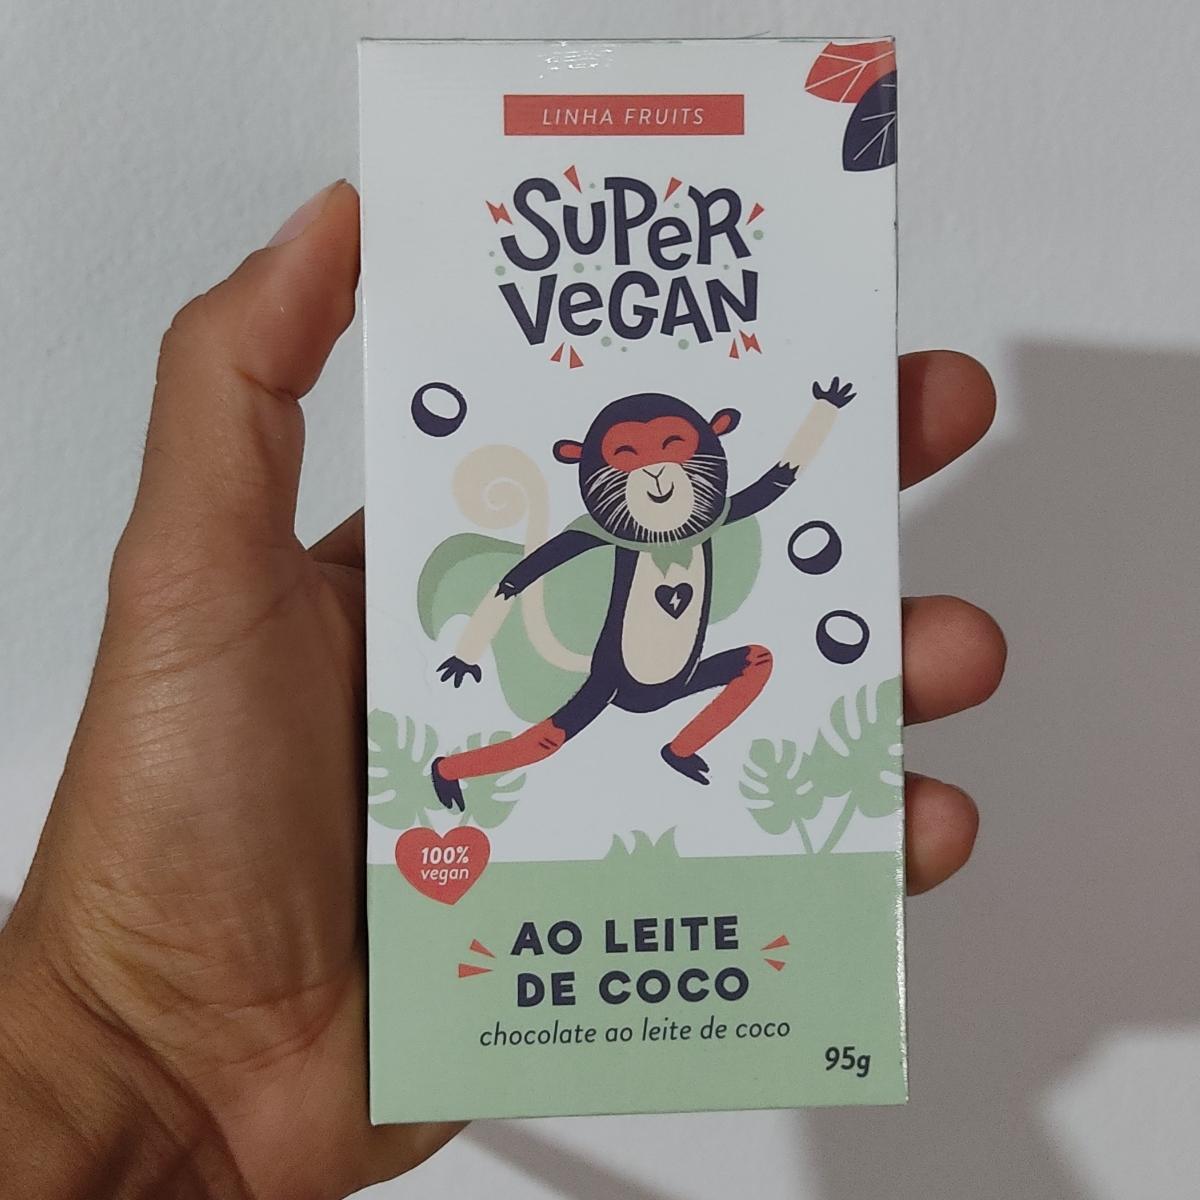 LINHA FRUITS
SUPeR
VeGAN
100%
vegan
AO LEITE
DE COCO
chocolate ao leite de coco
95g